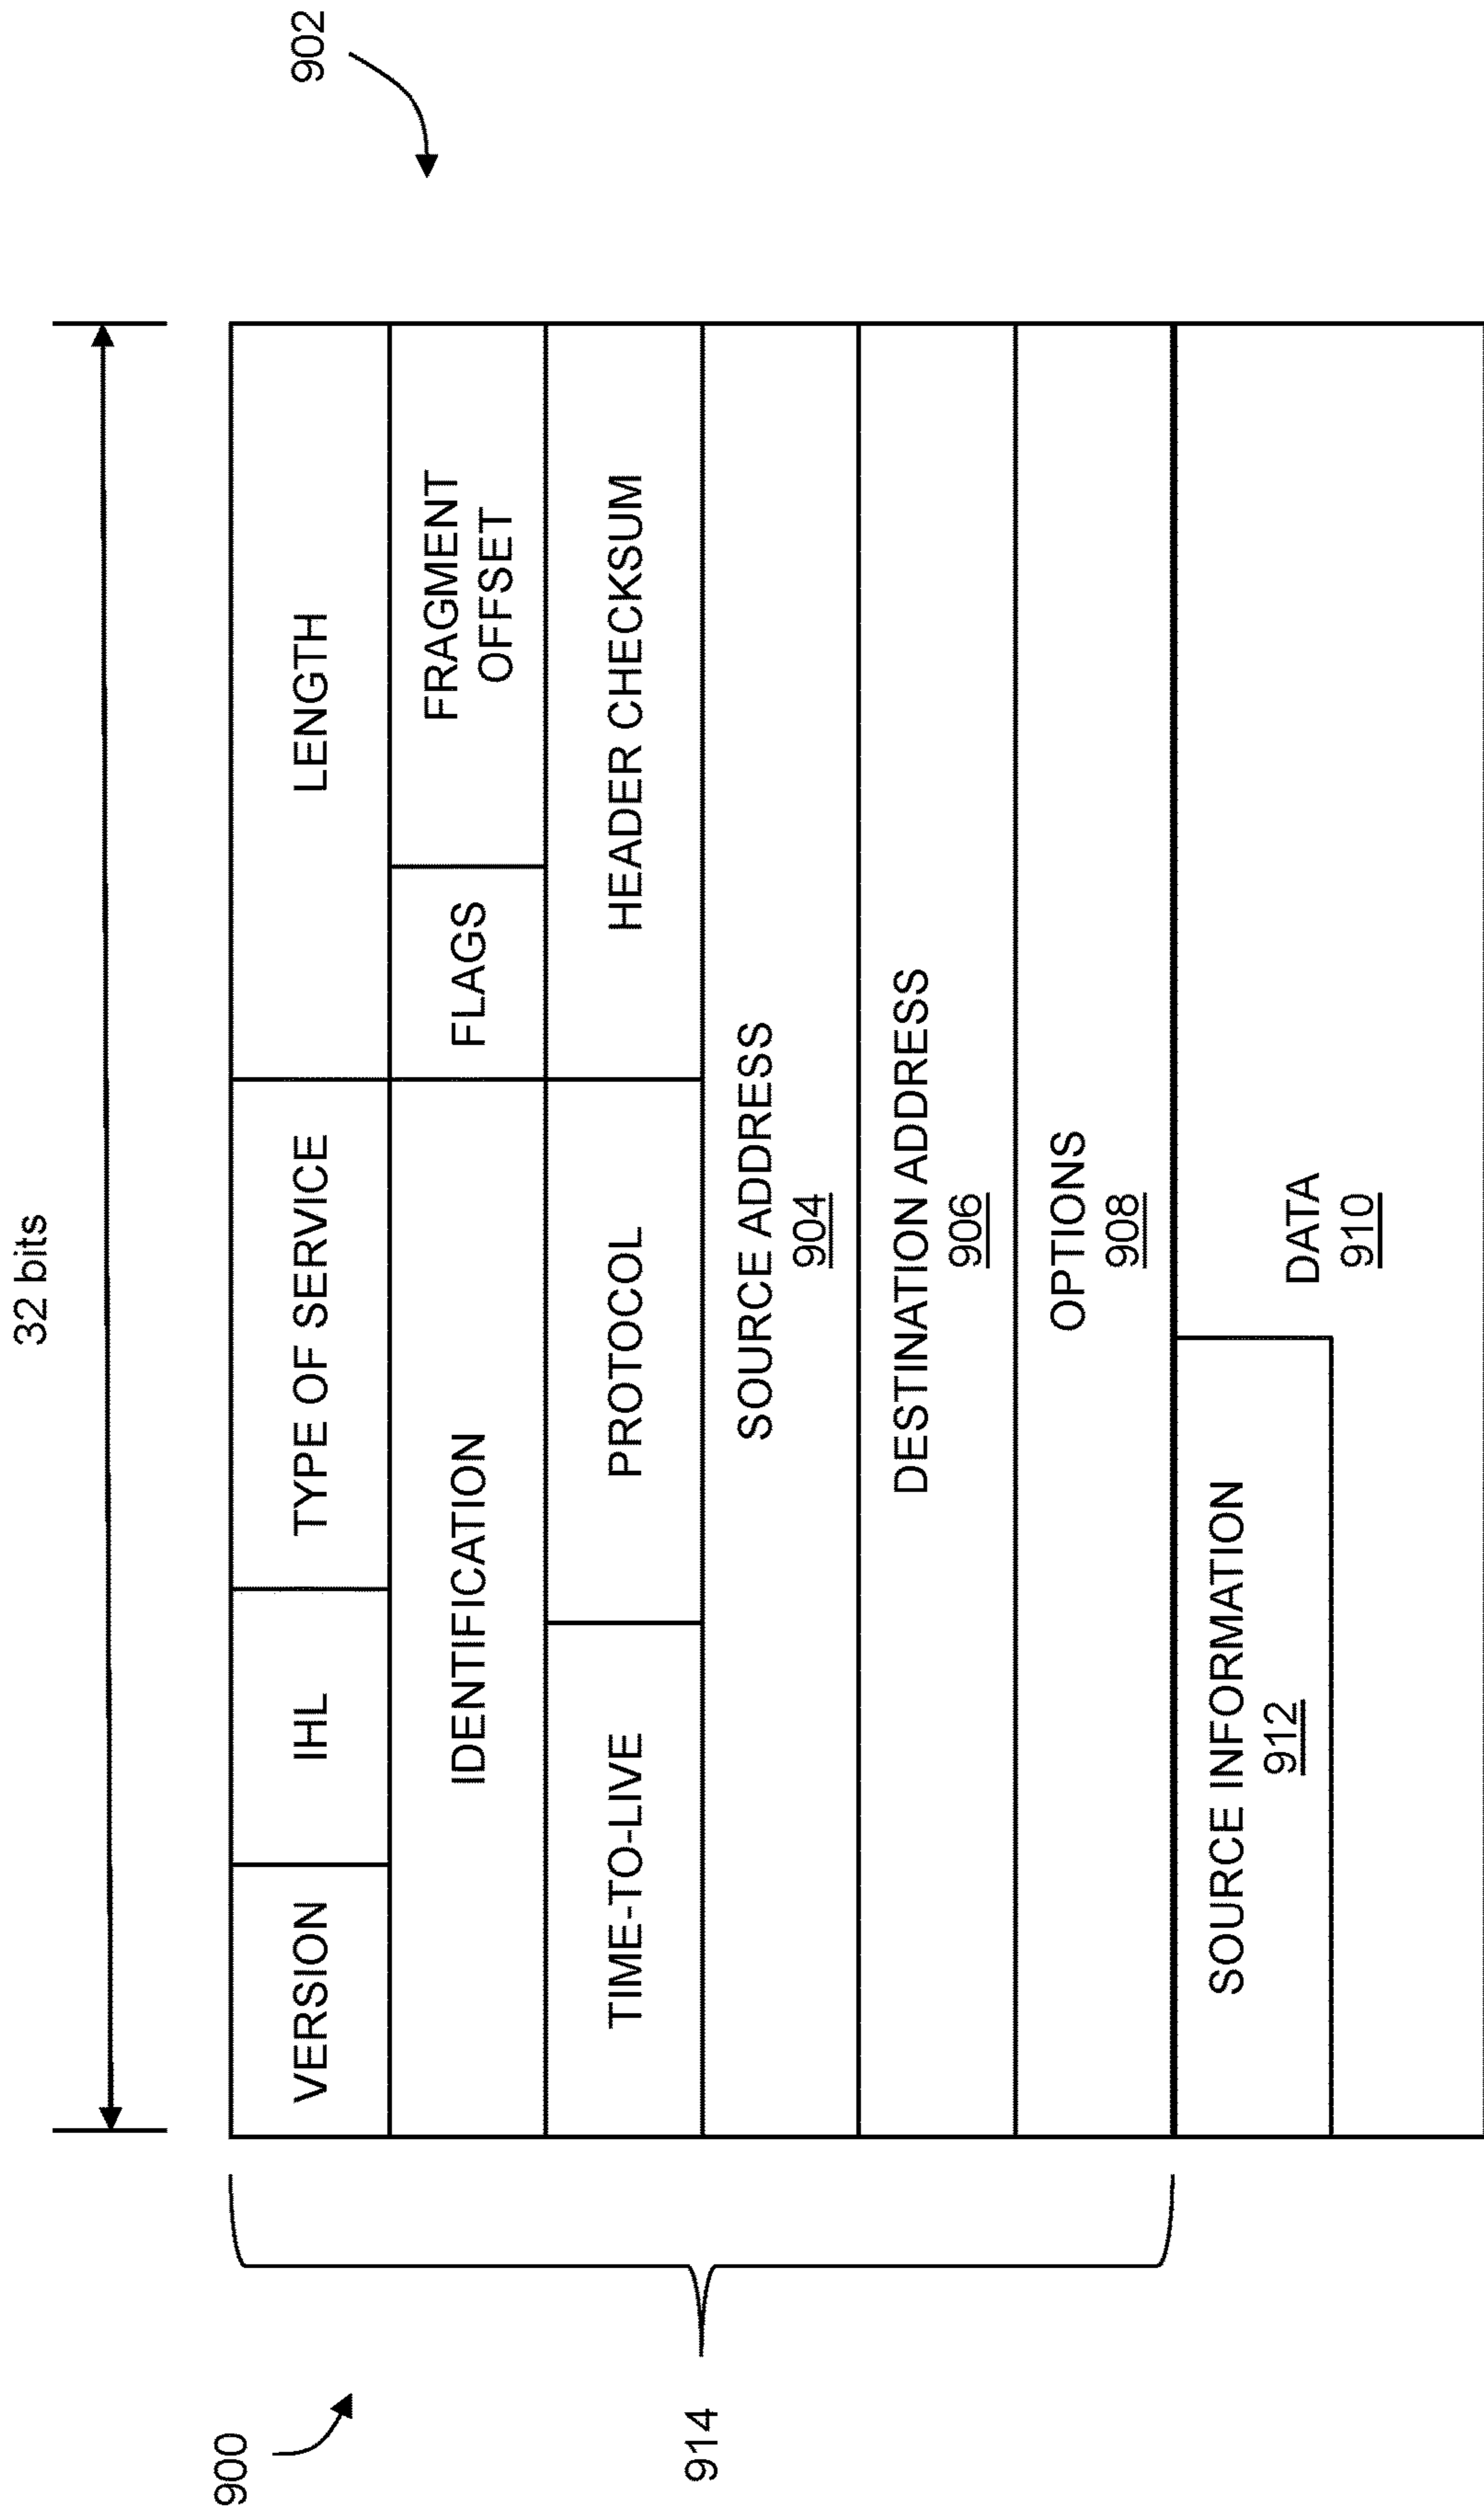 32 bits
900
902
VERSION
IHL
TYPE OF SERVICE
LENGTH
IDENTIFICATION
FLAGS
FRAGMENT
OFFSET
TIME-TO-LIVE
PROTOCOL
HEADER CHECKSUM
914
SOURCE ADDRESS
904
DESTINATION ADDRESS
906
OPTIONS
908
SOURCE INFORMATION
912
DATA
910